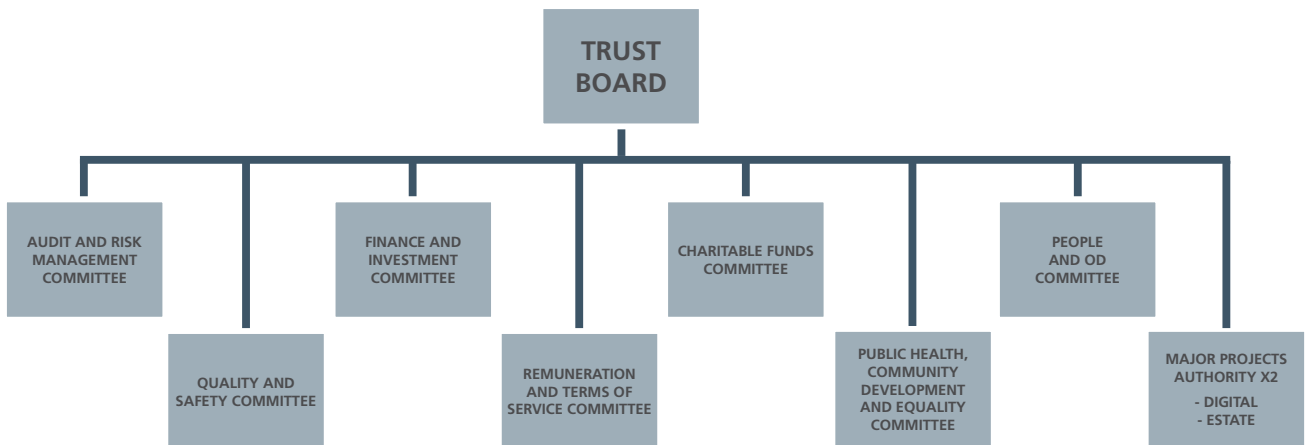 TRUST
BOARD
AUDIT AND RISK
MANAGEMENT
COMMITTEE
FINANCE AND
INVESTMENT
COMMITTEE
CHARITABLE FUNDS
COMMITTEE
PEOPLE
AND OD
COMMITTEE
QUALITY AND
SAFETY COMMITTEE
REMUNERATION
AND TERMS OF
SERVICE COMMITTEE
PUBLIC HEALTH,
COMMUNITY
DEVELOPMENT
AND EQUALITY
COMMITTEE
MAJOR PROJECTS
AUTHORITY X2
- DIGITAL
- ESTATE